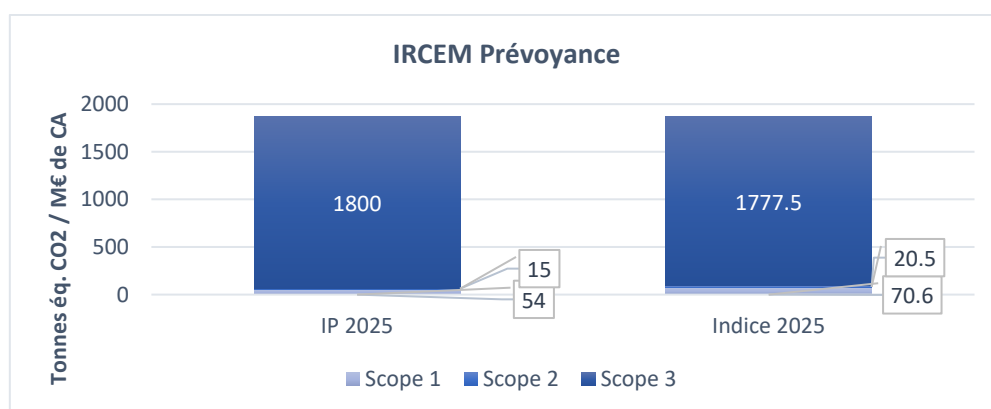 IRCEM Prévoyance
Tonnes éq. CO2 / M€ de CA
2000
1500
1000
500
0
1800
15
54
1777.5
20.5
70.6
IP 2025
Indice 2025
Scope 1
Scope 2
Scope 3